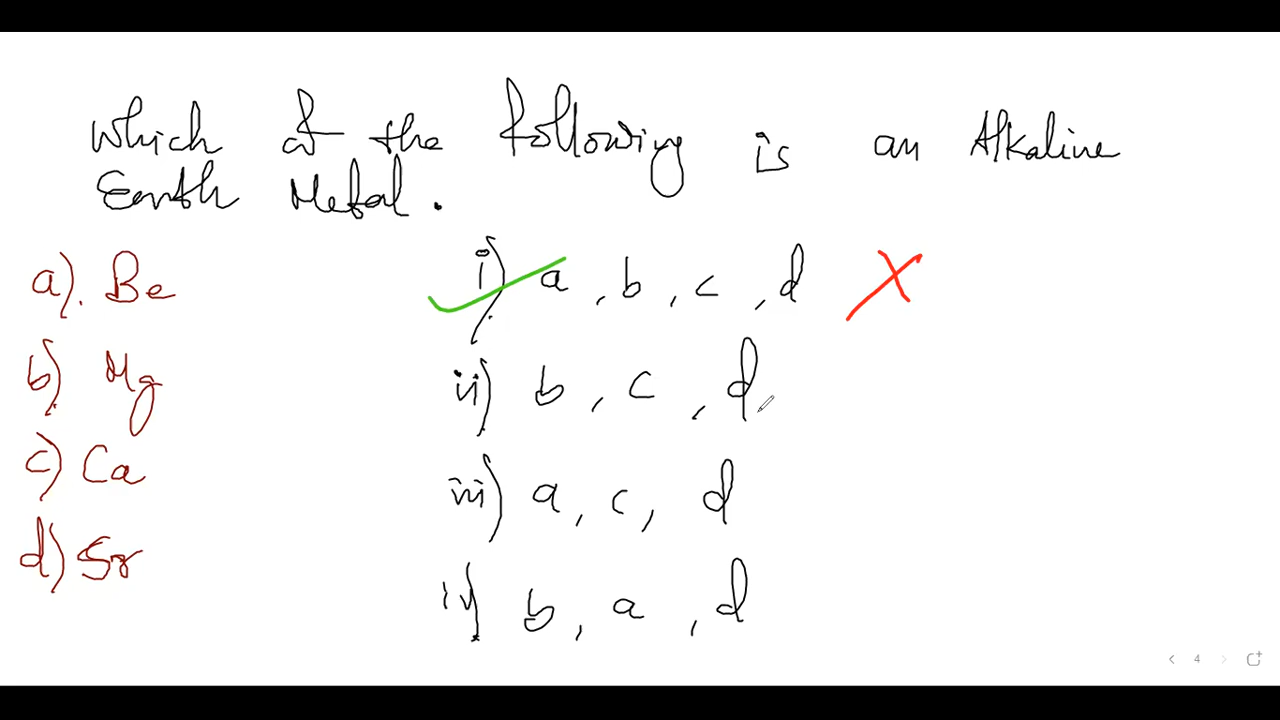 Which of the following is an Alkaline
Earth Metal.
a). Be
b) Mg
c) Ca
d) Sr
i) a, b, c, d
ii) b, c, d
iii) a, c, d
iv) b, a, d
4